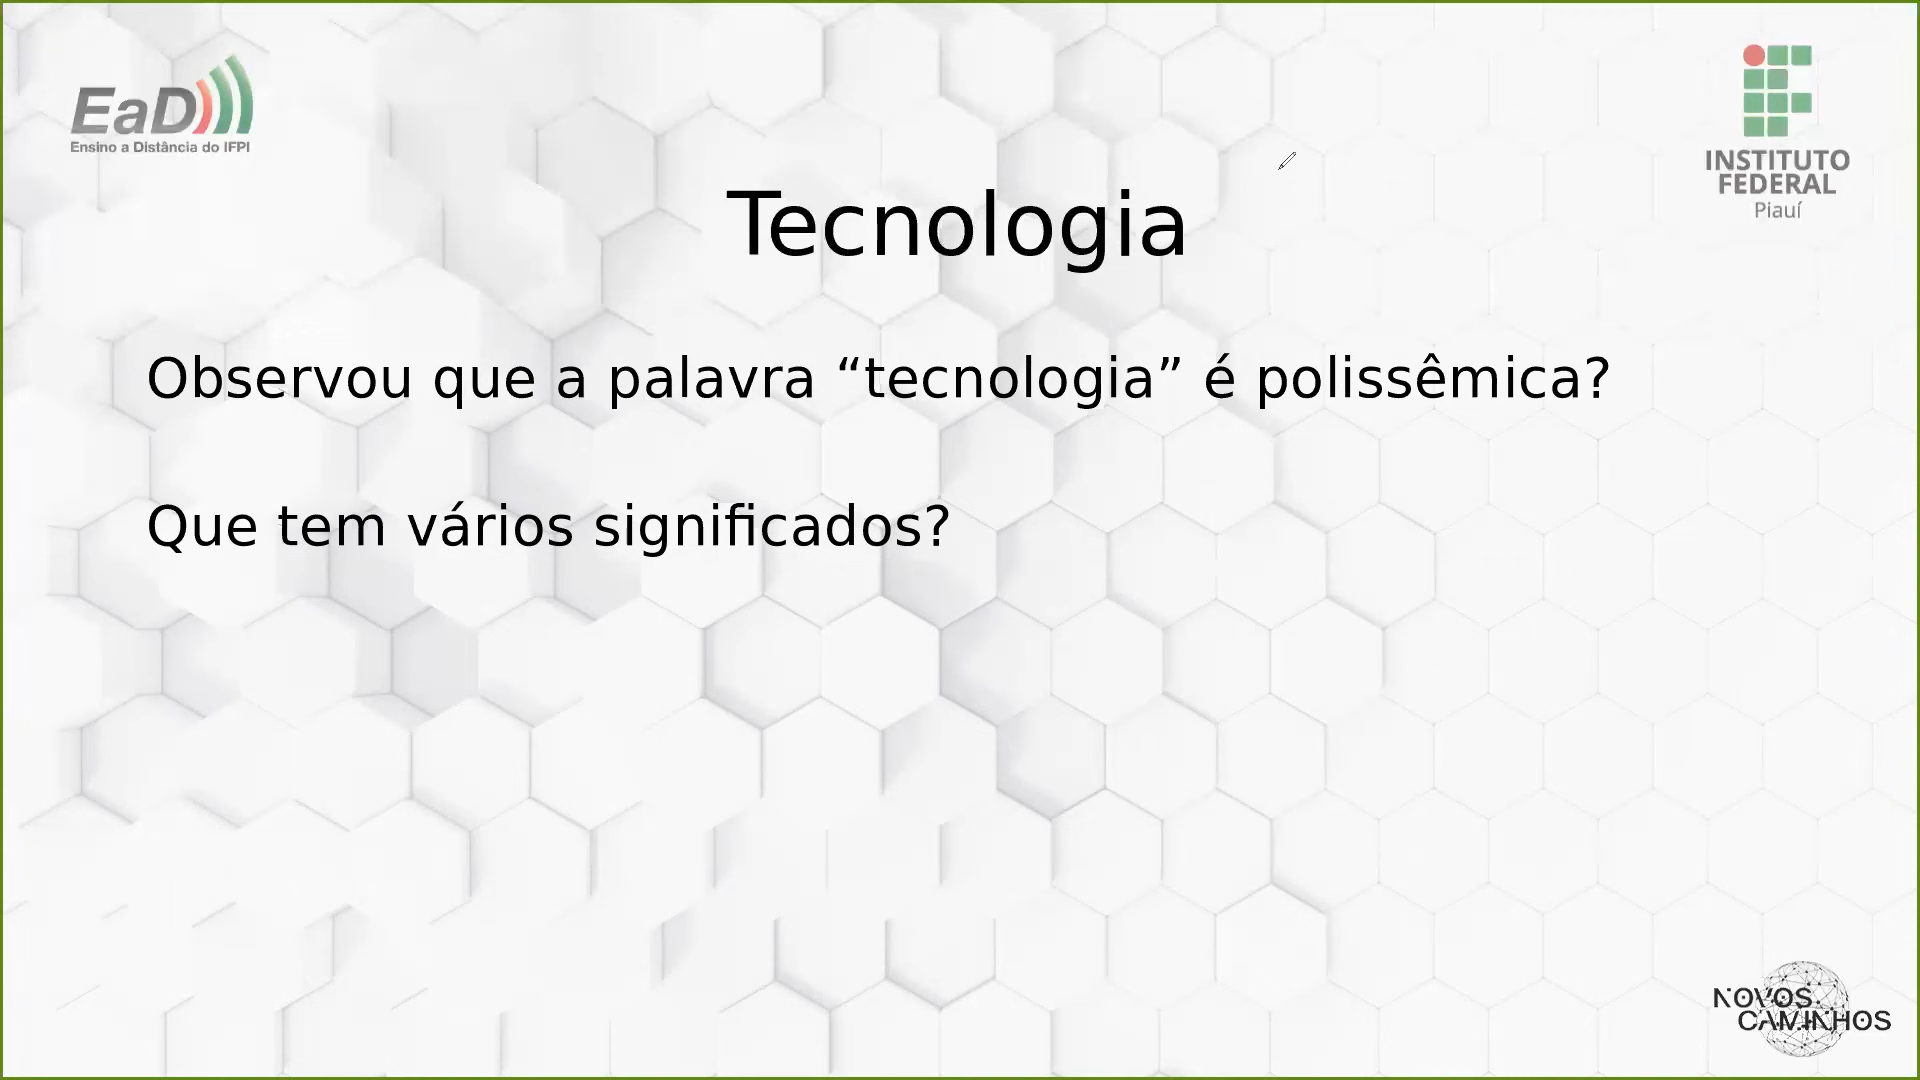 EaD
Ensino a Distância do IFPI
INSTITUTO
FEDERAL
Piauí
Tecnologia
Observou que a palavra “tecnologia” é polissêmica?
Que tem vários significados?
NOVOS
CAMINHOS